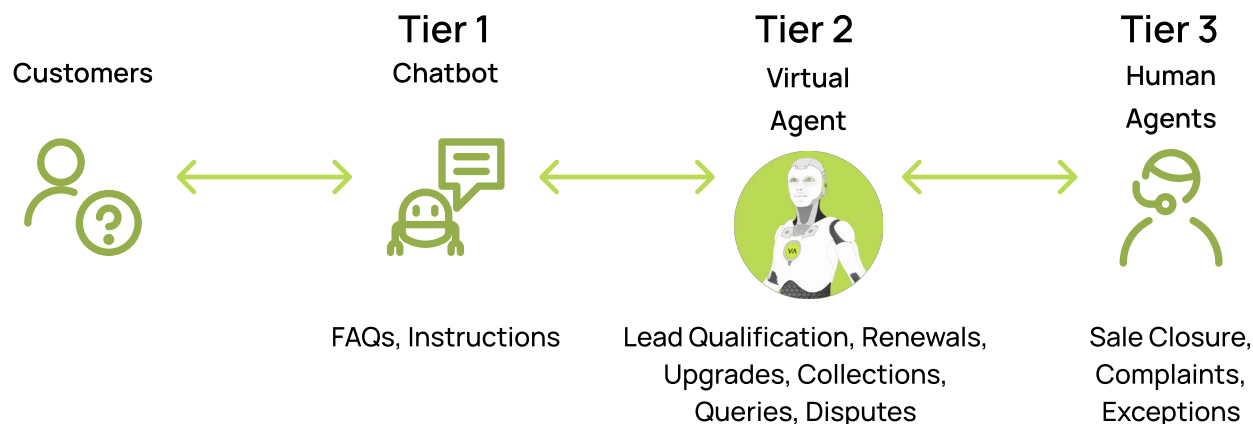 Customers
Tier 1
Chatbot
FAQs, Instructions
Tier 2
Virtual
Agent
VA
Lead Qualification, Renewals,
Upgrades, Collections,
Queries, Disputes
Tier 3
Human
Agents
Sale Closure,
Complaints,
Exceptions
?